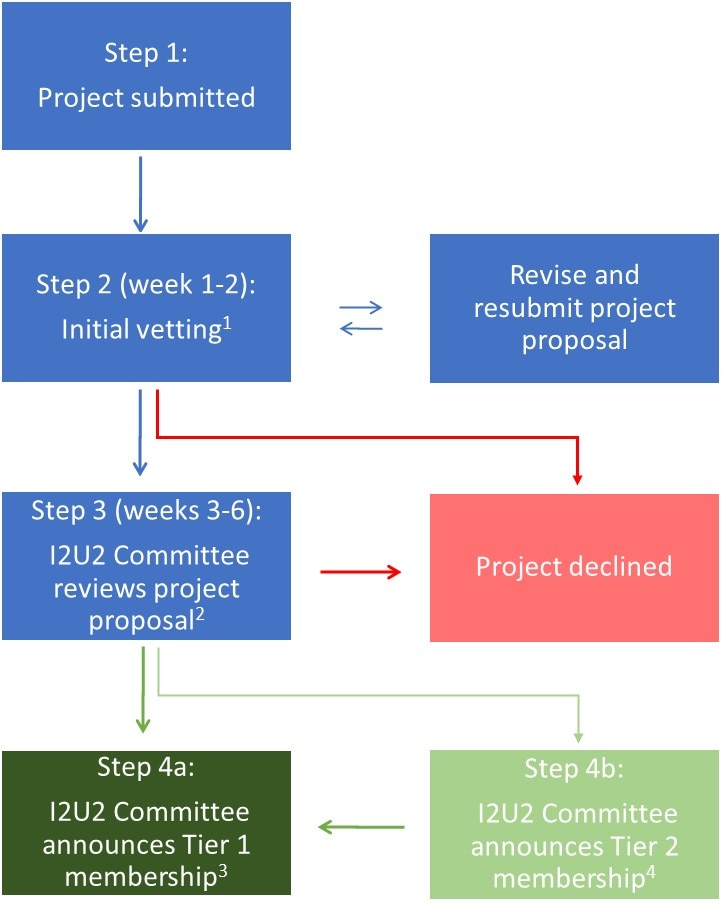 Step 1:
Project submitted
Step 2 (week 1-2):
Initial vetting¹
Revise and
resubmit project
proposal
Step 3 (weeks 3-6):
I2U2 Committee
reviews project
proposal²
Project declined
Step 4a:
I2U2 Committee
announces Tier 1
membership³
Step 4b:
I2U2 Committee
announces Tier 2
membership⁴